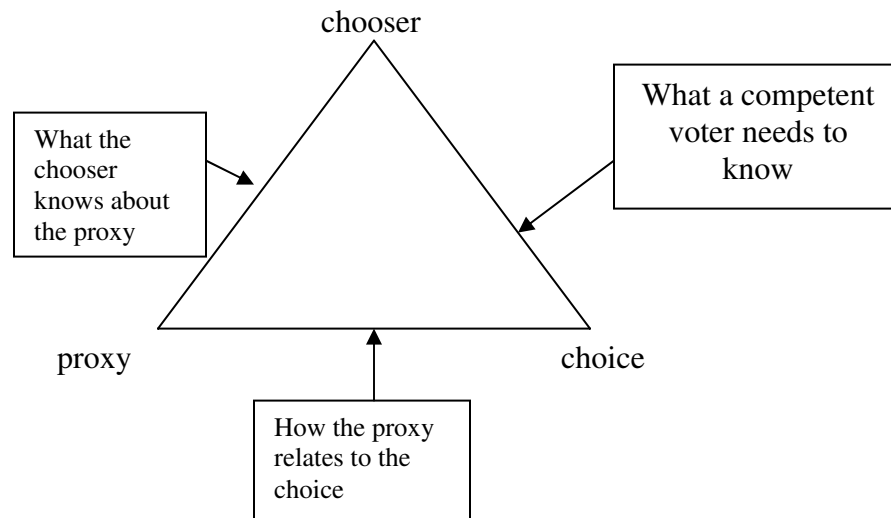 chooser
What a competent
voter needs to
know
What the
chooser
knows about
the proxy
proxy
choice
How the proxy
relates to the
choice